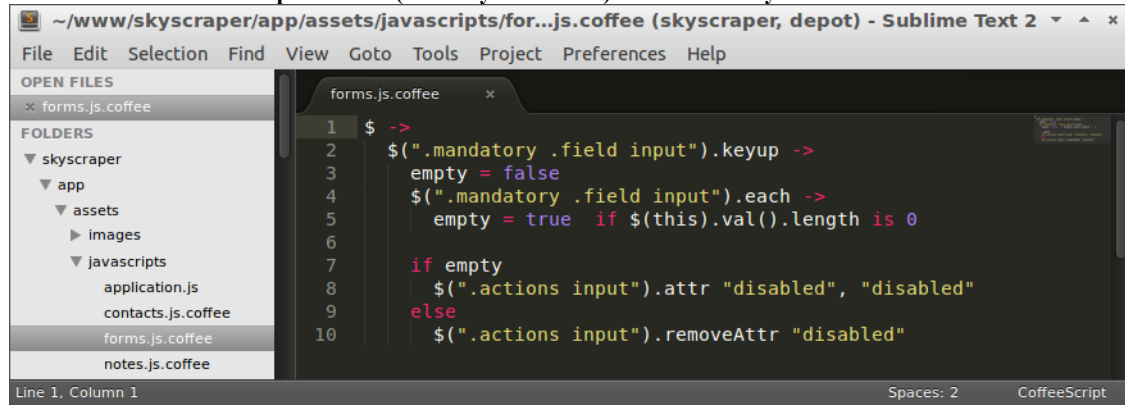 ~/www/skyscraper/app/assets/javascripts/for...js.coffee (skyscraper, depot) - Sublime Text 2
File Edit Selection Find View Goto Tools Project Preferences Help
OPEN FILES
forms.js.coffee
FOLDERS
skyscraper
app
assets
images
javascripts
application.js
contacts.js.coffee
forms.js.coffee
notes.js.coffee
forms.js.coffee
1 $ ->
2 $(".mandatory .field input").keyup ->
3 empty = false
4 $(".mandatory .field input").each ->
5 empty = true if $(this).val().length is 0
6
7 if empty
8 $(".actions input").attr "disabled", "disabled"
9 else
10 $(".actions input").removeAttr "disabled"
Line 1, Column 1 Spaces: 2 CoffeeScript